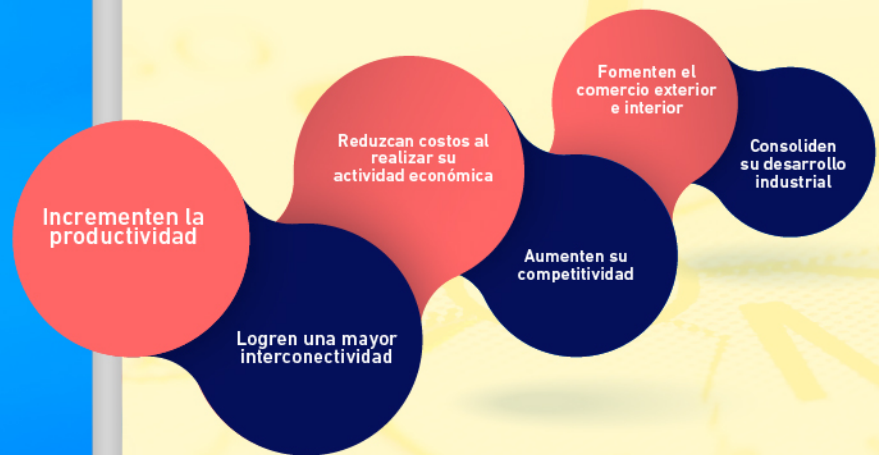 Incrementen la
productividad
Logren una mayor
interconectividad
Reduzcan costos al
realizar su
actividad económica
Aumenten su
competitividad
Fomenten el
comercio exterior
e interior
Consoliden
su desarrollo
industrial